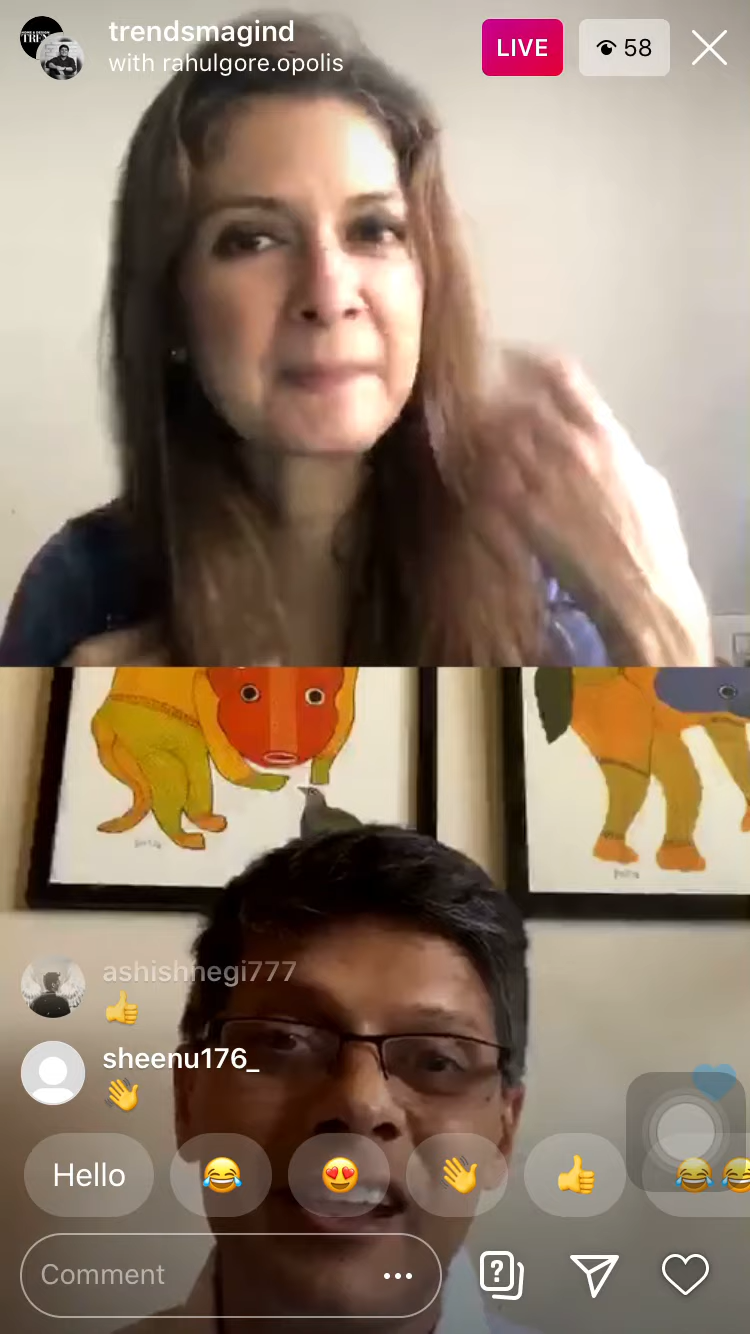 trendsmagind
with rahulgore.opolis
LIVE
58
ashishnegi777
sheenu176_
Hello
Comment